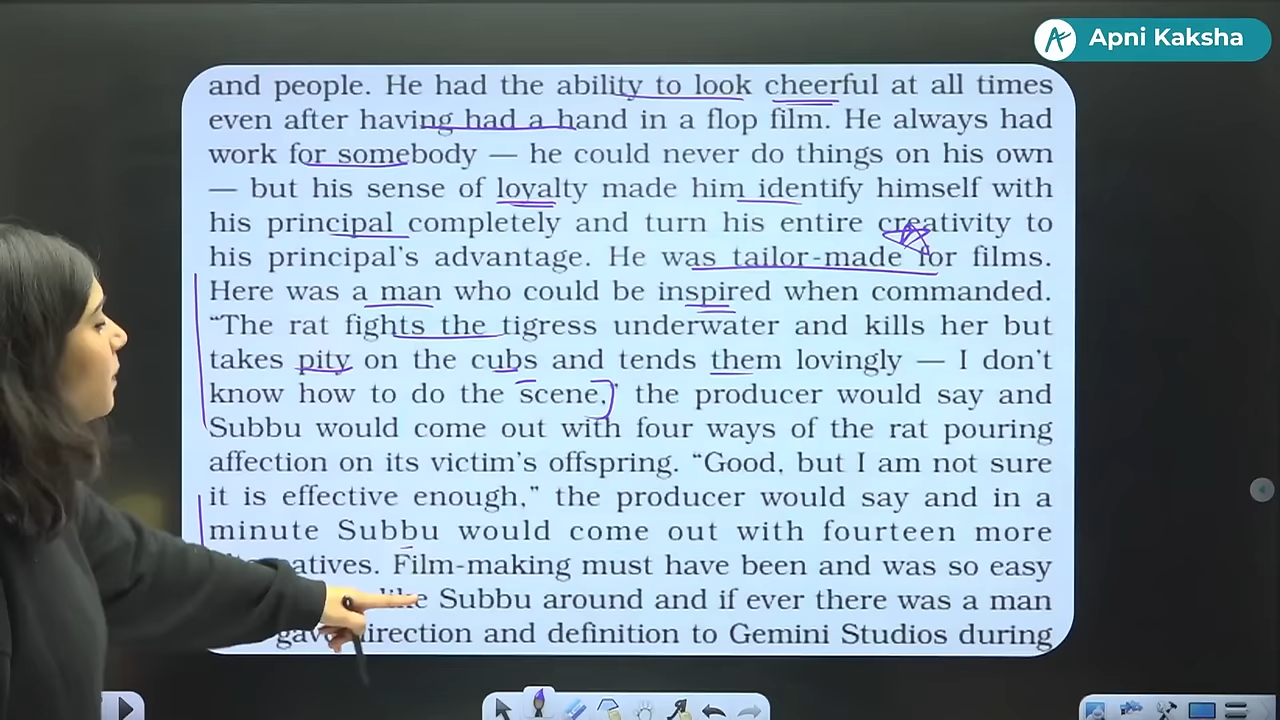 Apni Kaksha
and people. He had the ability to look cheerful at all times
even after having had a hand in a flop film. He always had
work for somebody — he could never do things on his own
— but his sense of loyalty made him identify himself with
his principal completely and turn his entire creativity to
his principal's advantage. He was tailor-made for films.
Here was a man who could be inspired when commanded.
“The rat fights the tigress underwater and kills her but
takes pity on the cubs and tends them lovingly — I don't
know how to do the scene,” the producer would say and
Subbu would come out with four ways of the rat pouring
affection on its victim's offspring. “Good, but I am not sure
it is effective enough,” the producer would say and in a
minute Subbu would come out with fourteen more
Film-making must have been and was so easy
like Subbu around and if ever there was a man
gave direction and definition to Gemini Studios during